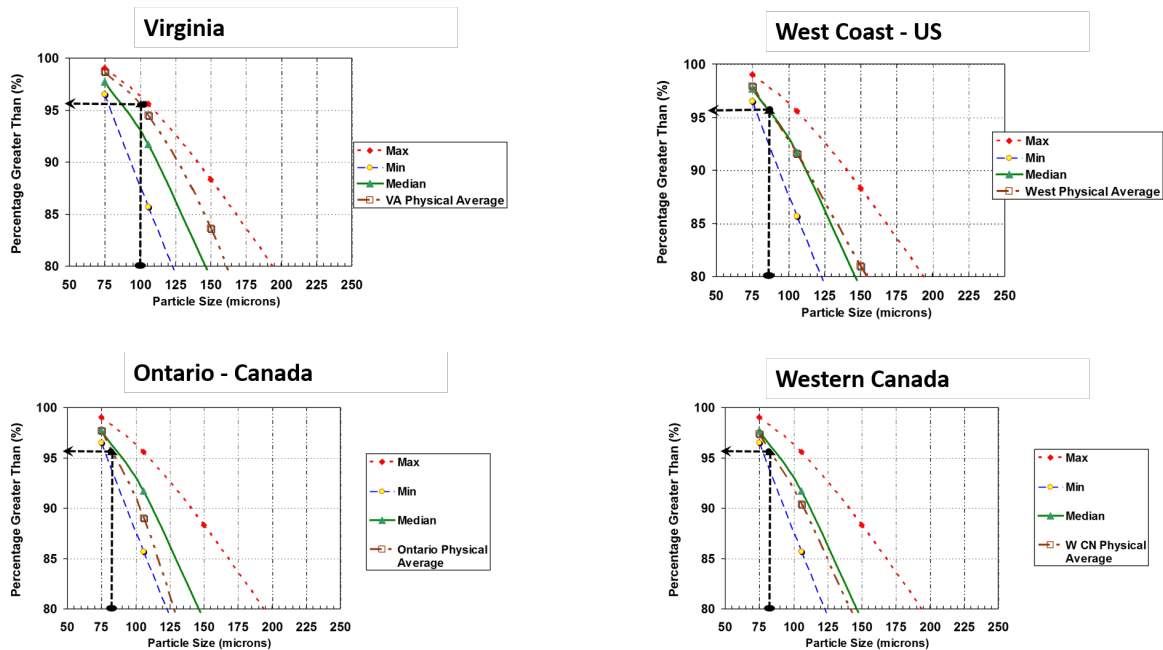 Virginia
Percentage Greater Than (%)
100
95
90
85
80
50 75 100 125 150 175 200 225 250
Particle Size (microns)
Max
Min
Median
VA Physical Average
West Coast - US
Percentage Greater Than (%)
100
95
90
85
80
50 75 100 125 150 175 200 225 250
Particle Size (microns)
Max
Min
Median
West Physical Average
Ontario - Canada
Percentage Greater Than (%)
100
95
90
85
80
50 75 100 125 150 175 200 225 250
Particle Size (microns)
Max
Min
Median
Ontario Physical
Average
Western Canada
Percentage Greater Than (%)
100
95
90
85
80
50 75 100 125 150 175 200 225 250
Particle Size (microns)
Max
Min
Median
W CN Physical
Average